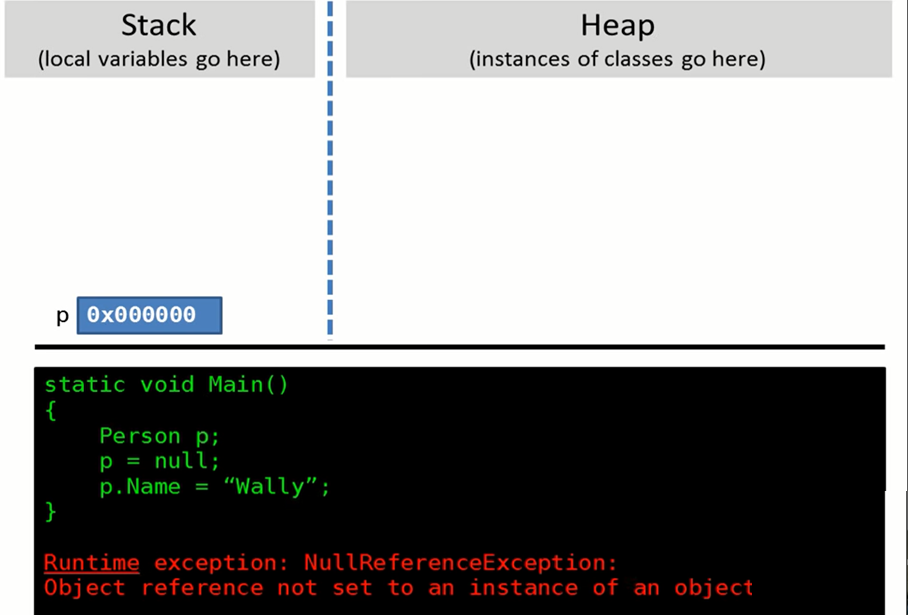 Stack
(local variables go here)
Heap
(instances of classes go here)
p 0x000000
static void Main()
{
    Person p;
    p = null;
    p.Name = “Wally”;
}
Runtime exception: NullReferenceException:
Object reference not set to an instance of an object